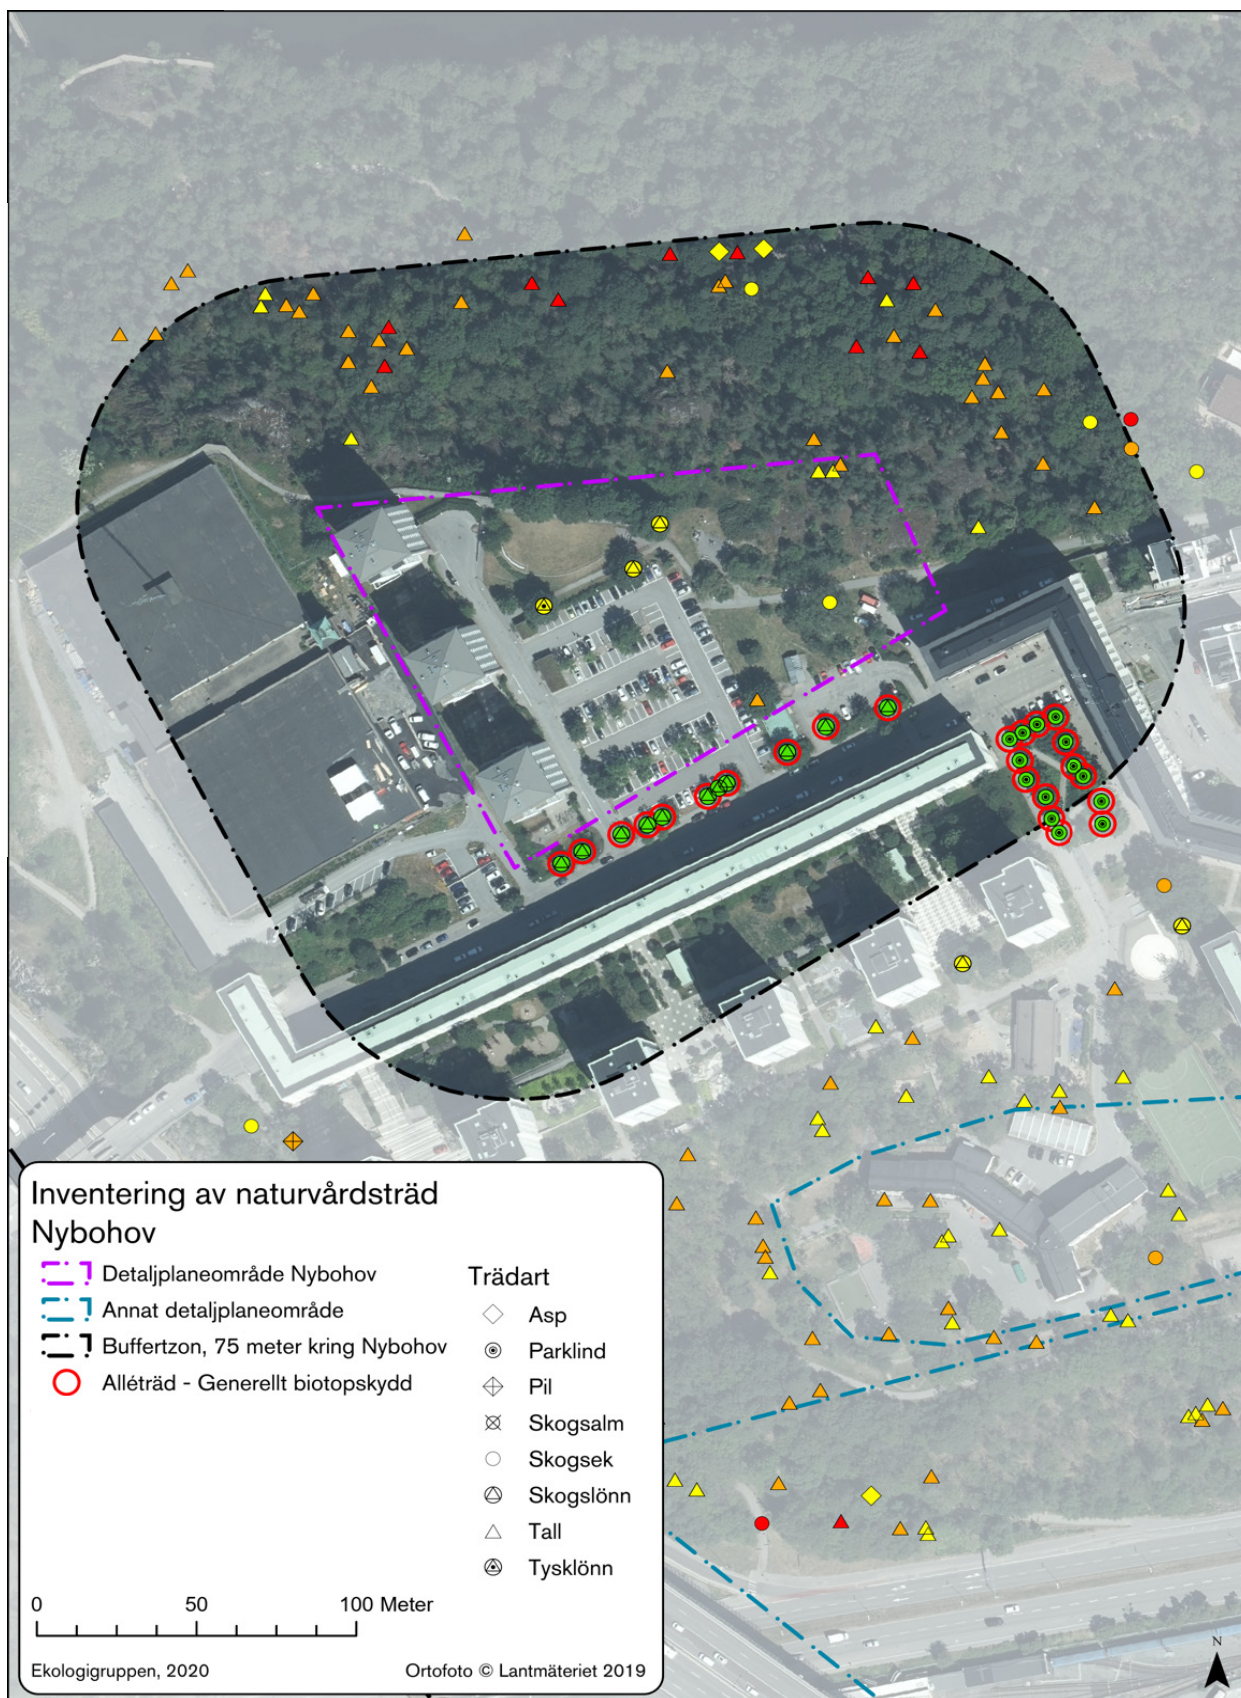 Inventering av naturvårdsträd
Nybohov
Detaljplaneområde Nybohov
Annat detaljplaneområde
Buffertzon, 75 meter kring Nybohov
Alléträd - Generellt biotopskydd
Trädart
Asp
Parklind
Pil
Skogsalm
Skogsek
Skogslönn
Tall
Tysklönn
0 50 100 Meter
Ekologigruppen, 2020 Ortofoto © Lantmäteriet 2019
N